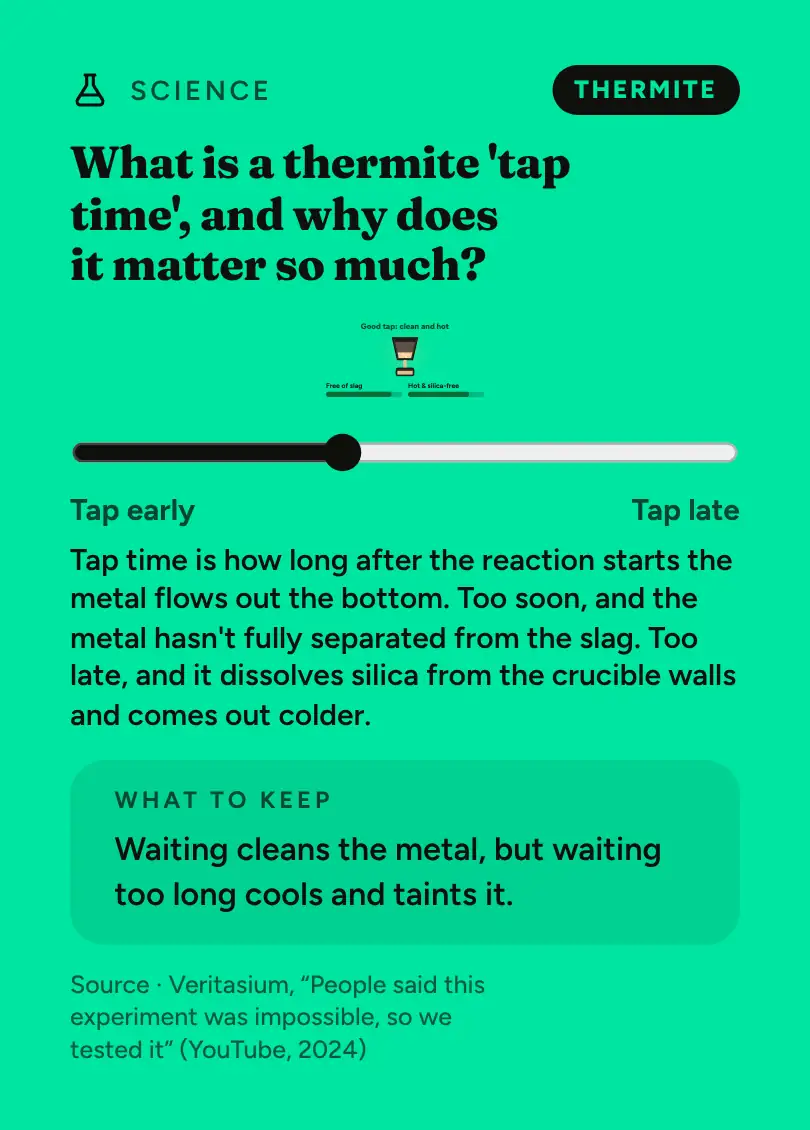 SCIENCE
THERMITE
What is a thermite 'tap
time', and why does
it matter so much?
Good tap: clean and hot
Free of slag
Hot & silica-free
Tap early
Tap late
Tap time is how long after the reaction starts the
metal flows out the bottom. Too soon, and the
metal hasn't fully separated from the slag. Too
late, and it dissolves silica from the crucible walls
and comes out colder.
WHAT TO KEEP
Waiting cleans the metal, but waiting
too long cools and taints it.
Source · Veritasium, “People said this
experiment was impossible, so we
tested it” (YouTube, 2024)